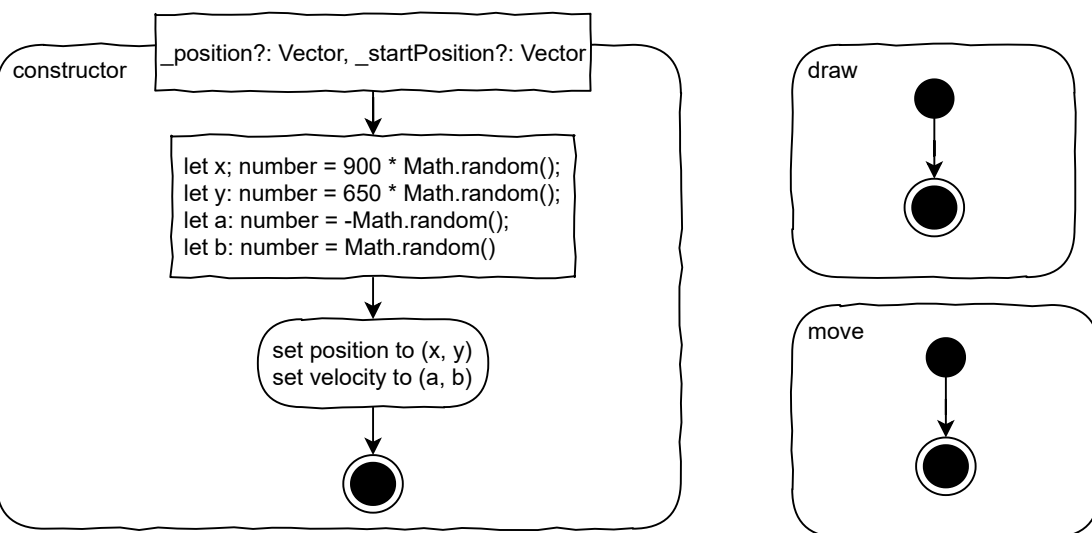 constructor
_position?: Vector, _startPosition?: Vector
let x; number = 900 * Math.random();
let y: number = 650 * Math.random();
let a: number = -Math.random();
let b: number = Math.random()
set position to (x, y)
set velocity to (a, b)
draw
move